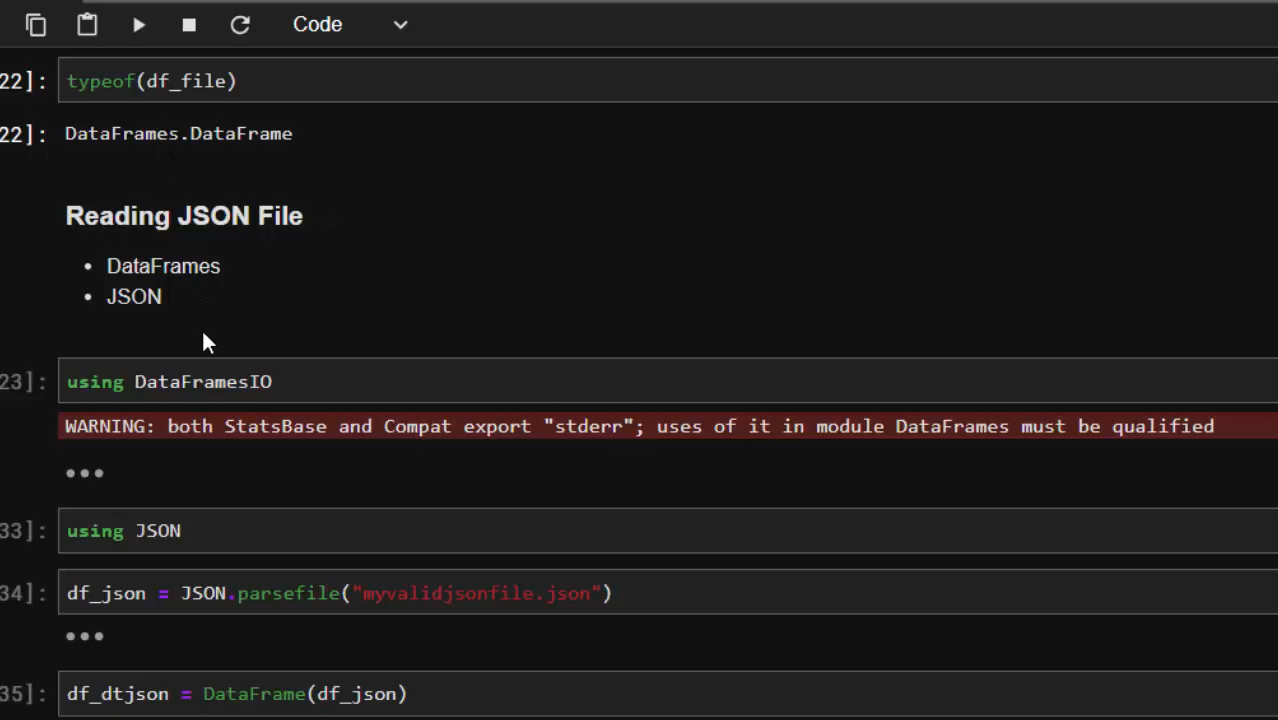 Code
22]: typeof(df_file)
22]: DataFrames.DataFrame
Reading JSON File
• DataFrames
• JSON
23]: using DataFramesIO
WARNING: both StatsBase and Compat export "stderr"; uses of it in module DataFrames must be qualified
•••
33]: using JSON
34]: df_json = JSON.parsefile("myvalidjsonfile.json")
•••
35]: df_dtjson = DataFrame(df_json)